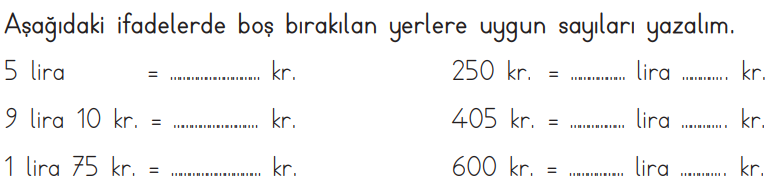 Aşağıdaki ifadelerde boş bırakılan yerlere uygun sayıları yazalım.
5 lira = ........................... kr. 250 kr. = ................ lira ............. kr.
9 lira 10 kr. = ......................... kr. 405 kr. = ................ lira ............. kr.
1 lira 75 kr. = ........................... kr. 600 kr. = ................ lira ............. kr.